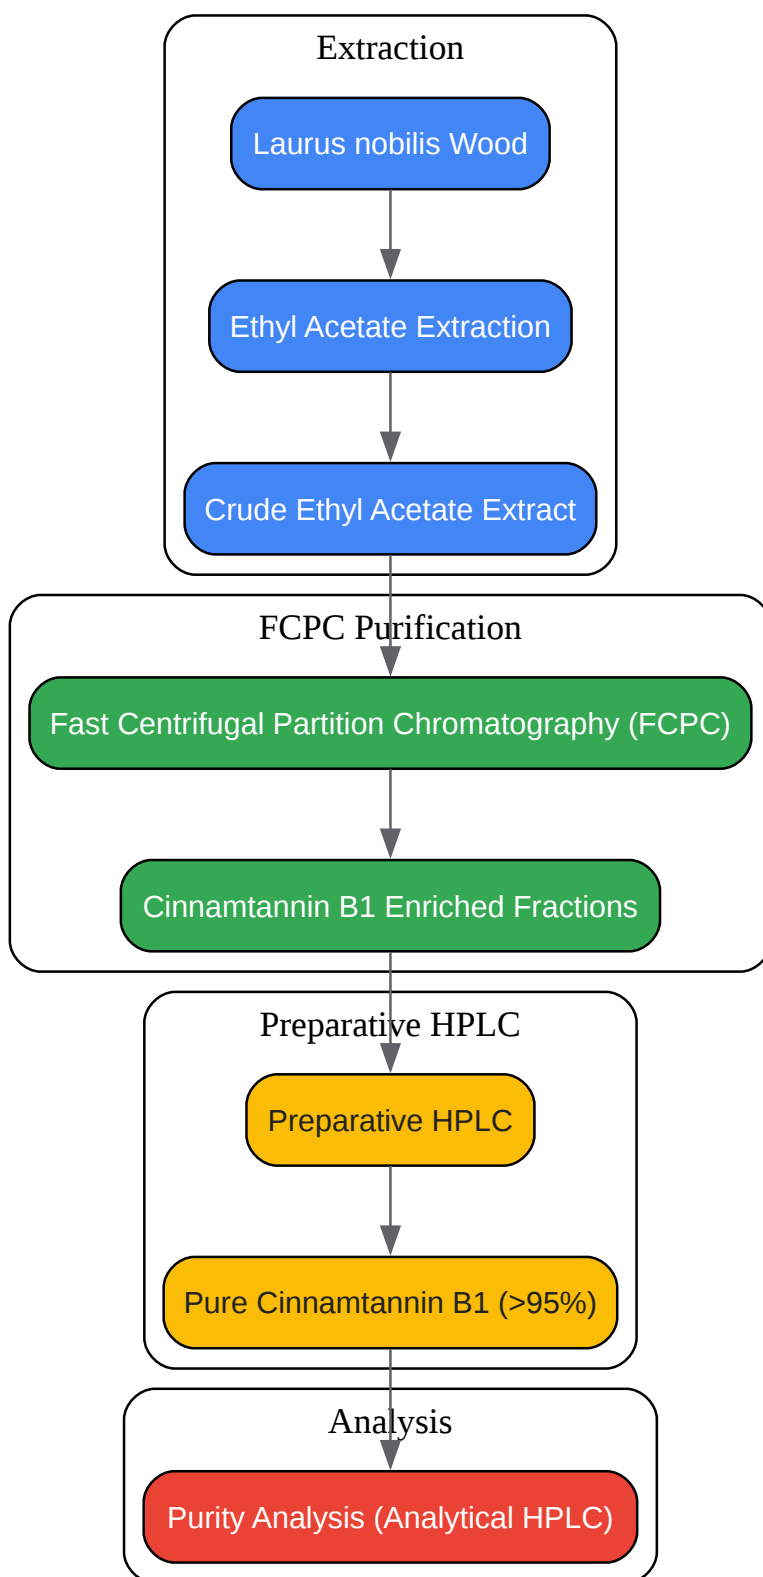 Extraction
Laurus nobilis Wood
Ethyl Acetate Extraction
Crude Ethyl Acetate Extract
FCPC Purification
Fast Centrifugal Partition Chromatography (FCPC)
Cinnamtannin B1 Enriched Fractions
Preparative HPLC
Preparative HPLC
Pure Cinnamtannin B1 (>95%)
Analysis
Purity Analysis (Analytical HPLC)